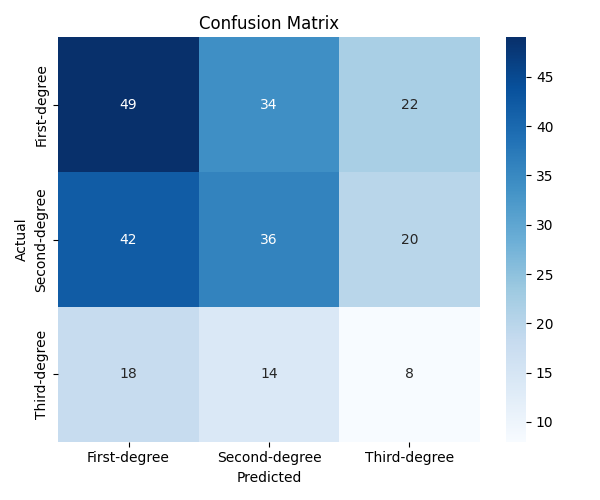 Confusion Matrix
Actual
First-degree
49 34 22
45
40
35
Second-degree
42 36 20
30
25
20
Third-degree
18 14 8
15
10
First-degree Second-degree Third-degree
Predicted